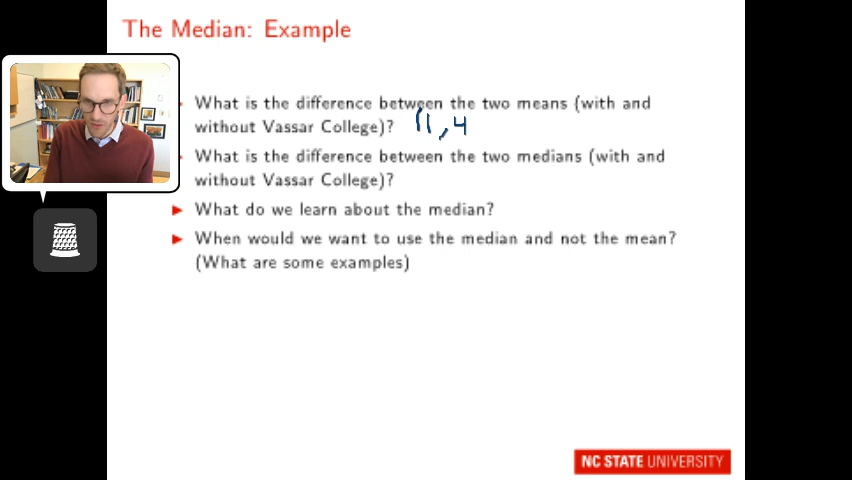 The Median: Example
What is the difference between the two means (with and
without Vassar College)? 11,4
What is the difference between the two medians (with and
without Vassar College)?
What do we learn about the median?
When would we want to use the median and not the mean?
(What are some examples)
NC STATE UNIVERSITY